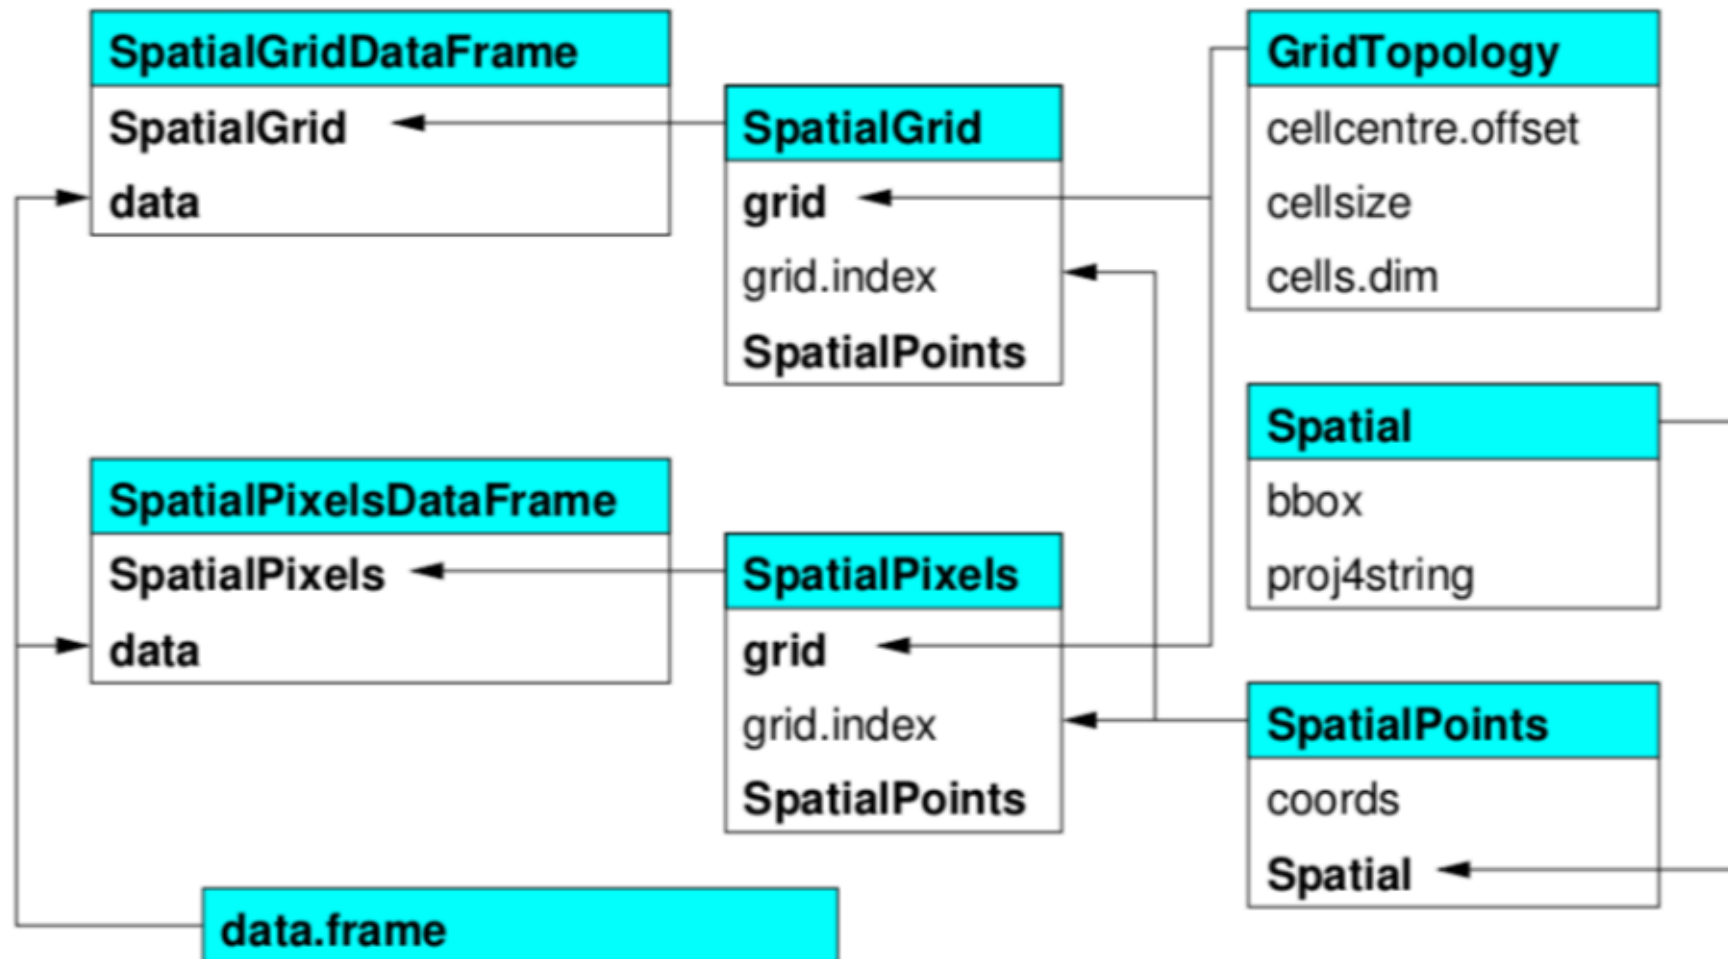 SpatialGridDataFrame
SpatialGrid
data
SpatialGrid
grid
grid.index
SpatialPoints
GridTopology
cellcentre.offset
cellsize
cells.dim
Spatial
bbox
proj4string
SpatialPixelsDataFrame
SpatialPixels
data
SpatialPixels
grid
grid.index
SpatialPoints
SpatialPoints
coords
Spatial
data.frame